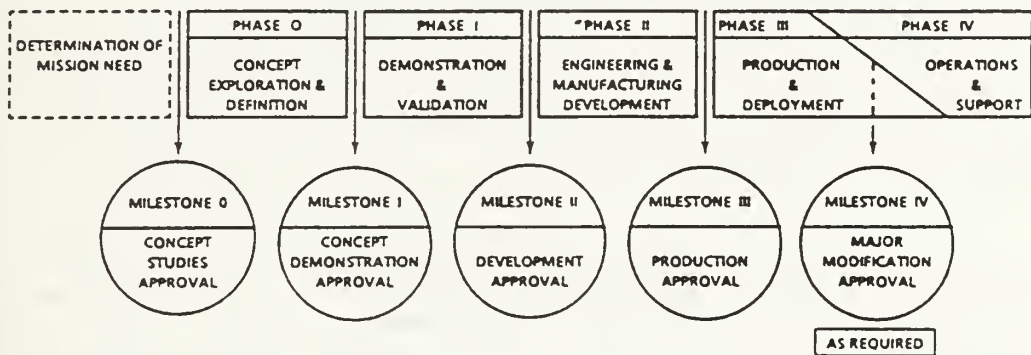 DETERMINATION OF
MISSION NEED
PHASE 0
CONCEPT
EXPLORATION &
DEFINITION
PHASE I
DEMONSTRATION
&
VALIDATION
PHASE II
ENGINEERING &
MANUFACTURING
DEVELOPMENT
PHASE III
PRODUCTION
&
DEPLOYMENT
PHASE IV
OPERATIONS
&
SUPPORT
MILESTONE 0
CONCEPT
STUDIES
APPROVAL
MILESTONE I
CONCEPT
DEMONSTRATION
APPROVAL
MILESTONE II
DEVELOPMENT
APPROVAL
MILESTONE III
PRODUCTION
APPROVAL
MILESTONE IV
MAJOR
MODIFICATION
APPROVAL
AS REQUIRED